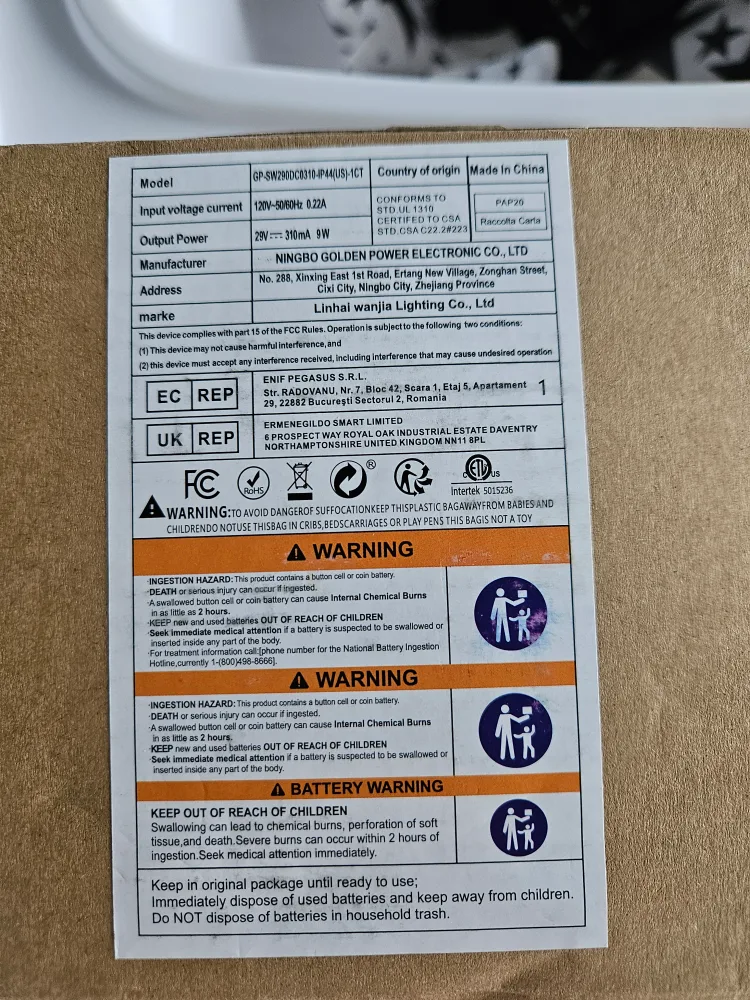 Model GP-SW290DC0310-IP44(US)-1CT Country of origin Made In China
Input voltage current 120V~50/60Hz 0.22A
CONFORMS TO
STD.UL 1310
CERTIFED TO CSA
STD.CSA C22.2#223
PAP20
Raccolta Carta
Output Power 29V 310mA 9W
Manufacturer NINGBO GOLDEN POWER ELECTRONIC CO., LTD
Address No. 288, Xinxing East 1st Road, Ertang New Village, Zonghan Street,
Cixi City, Ningbo City, Zhejiang Province
marke Linhai wanjia Lighting Co., Ltd
This device complies with part 15 of the FCC Rules. Operation is subject to the following two conditions:
(1) This device may not cause harmful interference,and
(2) this device must accept any interference received, including interference that may cause undesired operation
EC REP
ENIF PEGASUS S.R.L.
Str. RADOVANU, Nr. 7, Bloc 42, Scara 1, Etaj 5, Apartament
29, 22882 Bucureşti Sectorul 2, Romania
1
UK REP
ERMENEGILDO SMART LIMITED
6 PROSPECT WAY ROYAL OAK INDUSTRIAL ESTATE DAVENTRY
NORTHAMPTONSHIRE UNITED KINGDOM NN11 8PL
FC RoHS ® c ETL us
Intertek 5015236
WARNING:TO AVOID DANGEROF SUFFOCATIONKEEP THISPLASTIC BAGAWAYFROM BABIES AND
CHILDRENDO NOTUSE THISBAG IN CRIBS,BEDSCARRIAGES OR PLAY PENS THIS BAGIS NOT A TOY
WARNING
·INGESTION HAZARD: This product contains a button cell or coin battery.
·DEATH or serious injury can occur if ingested.
·A swallowed button cell or coin battery can cause Internal Chemical Burns
in as little as 2 hours.
·KEEP new and used batteries OUT OF REACH OF CHILDREN
·Seek immediate medical attention if a battery is suspected to be swallowed or
inserted inside any part of the body.
·For treatment information call:[phone number for the National Battery Ingestion
Hotline,currently 1-(800)498-8666].
WARNING
·INGESTION HAZARD: This product contains a button cell or coin battery.
·DEATH or serious injury can occur if ingested.
·A swallowed button cell or coin battery can cause Internal Chemical Burns
in as little as 2 hours.
·KEEP new and used batteries OUT OF REACH OF CHILDREN
·Seek immediate medical attention if a battery is suspected to be swallowed or
inserted inside any part of the body.
BATTERY WARNING
KEEP OUT OF REACH OF CHILDREN
Swallowing can lead to chemical burns, perforation of soft
tissue,and death.Severe burns can occur within 2 hours of
ingestion.Seek medical attention immediately.
Keep in original package until ready to use;
Immediately dispose of used batteries and keep away from children.
Do NOT dispose of batteries in household trash.